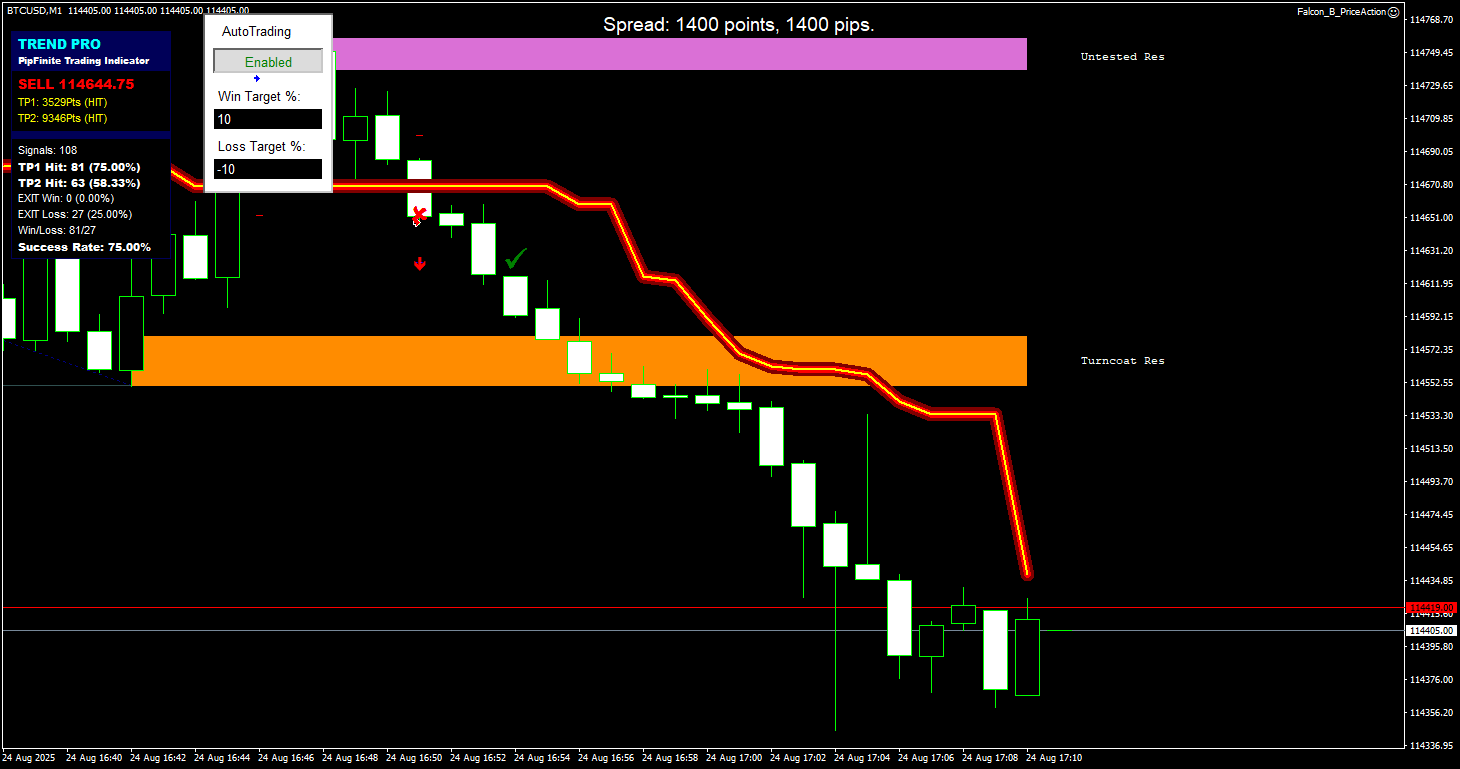 BTCUSD,M1 114405.00 114405.00 114405.00 114405.00
Spread: 1400 points, 1400 pips.
Falcon_B_PriceAction
TREND PRO
PipFinite Trading Indicator
SELL 114644.75
TP1: 3529Pts (HIT)
TP2: 9346Pts (HIT)
Signals: 108
TP1 Hit: 81 (75.00%)
TP2 Hit: 63 (58.33%)
EXIT Win: 0 (0.00%)
EXIT Loss: 27 (25.00%)
Win/Loss: 81/27
Success Rate: 75.00%
AutoTrading
Enabled
Win Target %:
10
Loss Target %:
-10
Untested Res
Turncoat Res
114768.70
114749.45
114729.65
114709.85
114690.05
114670.80
114651.00
114631.20
114611.95
114592.15
114572.35
114552.55
114533.30
114513.50
114493.70
114474.45
114454.65
114434.85
114419.00
114415.60
114405.00
114395.80
114376.00
114356.20
114336.95
24 Aug 2025
24 Aug 16:40
24 Aug 16:42
24 Aug 16:44
24 Aug 16:46
24 Aug 16:48
24 Aug 16:50
24 Aug 16:52
24 Aug 16:54
24 Aug 16:56
24 Aug 16:58
24 Aug 17:00
24 Aug 17:02
24 Aug 17:04
24 Aug 17:06
24 Aug 17:08
24 Aug 17:10